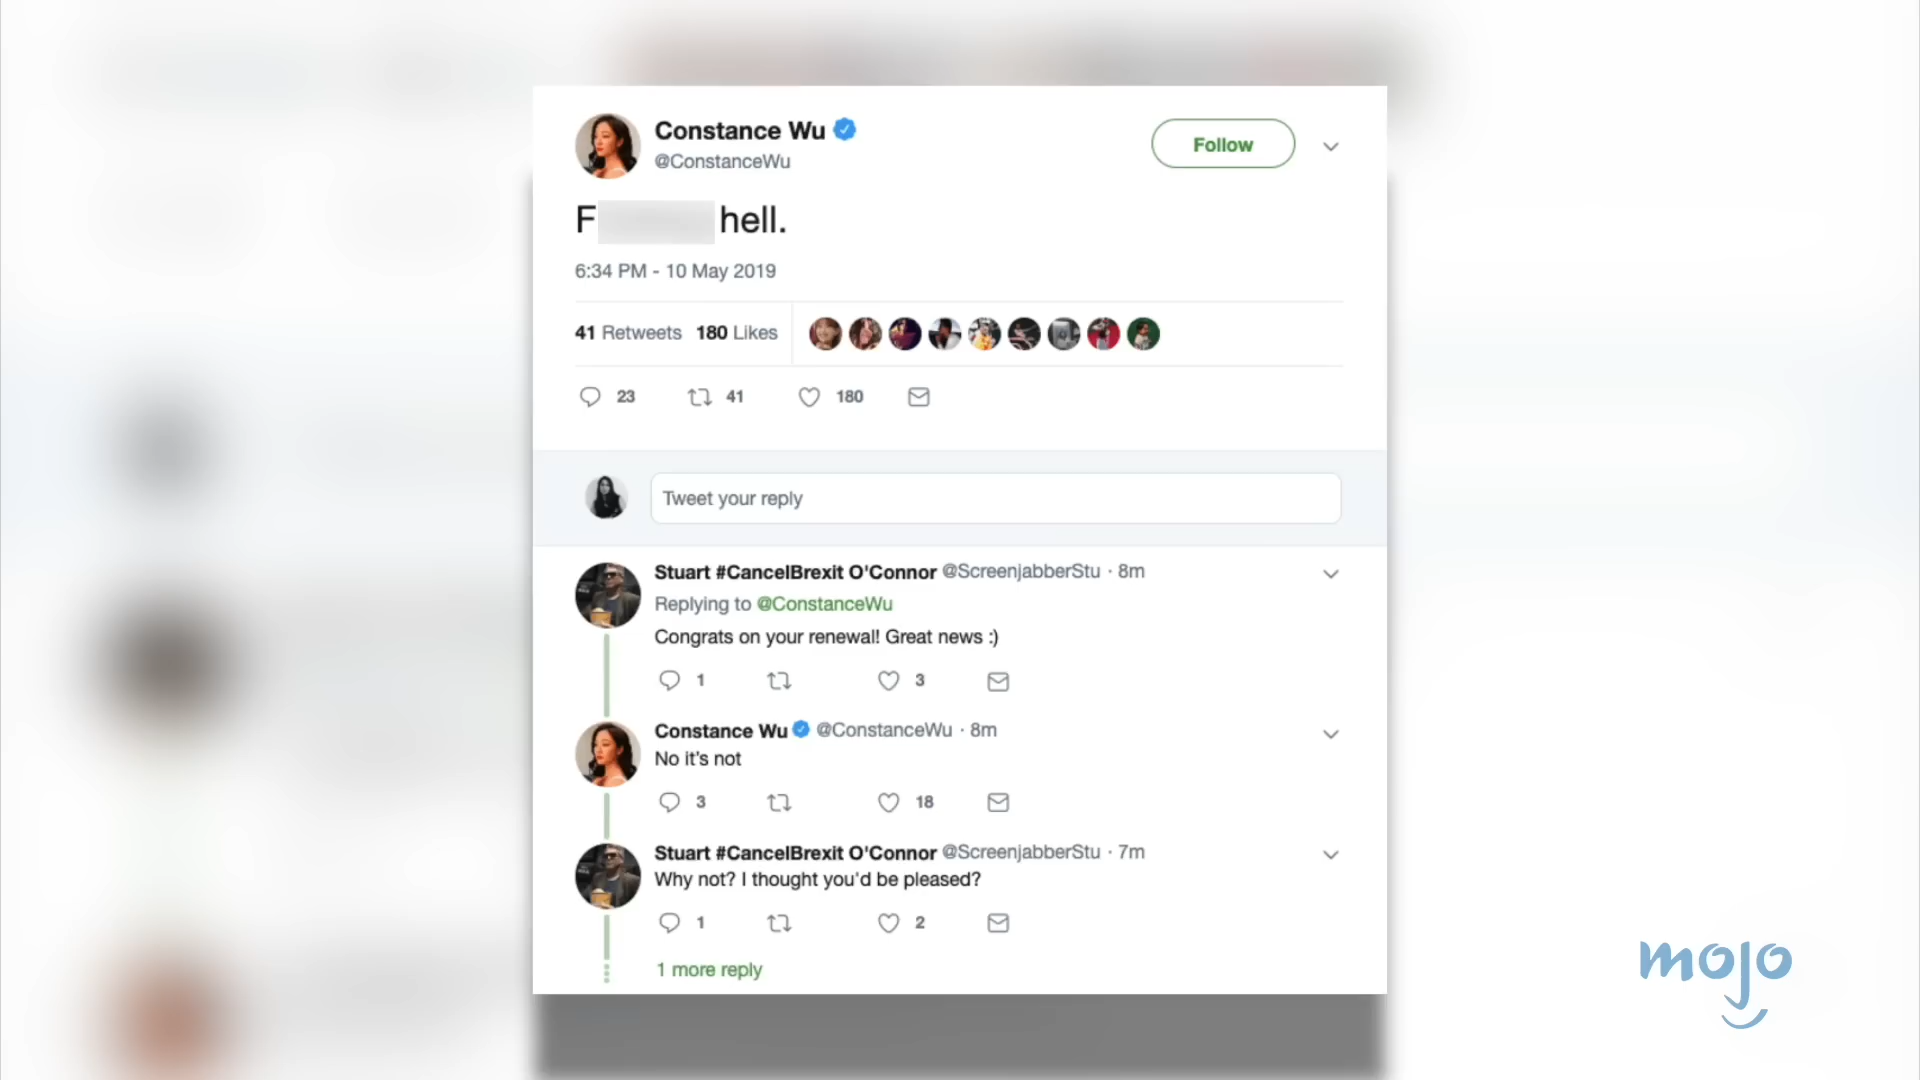 Constance Wu
@ConstanceWu
Follow
F hell.
6:34 PM - 10 May 2019
41 Retweets 180 Likes
23 41 180
Tweet your reply
Stuart #CancelBrexit O'Connor @ScreenjabberStu · 8m
Replying to @ConstanceWu
Congrats on your renewal! Great news :)
1 3
Constance Wu @ConstanceWu · 8m
No it's not
3 18
Stuart #CancelBrexit O'Connor @ScreenjabberStu · 7m
Why not? I thought you'd be pleased?
1 2
1 more reply
mojo